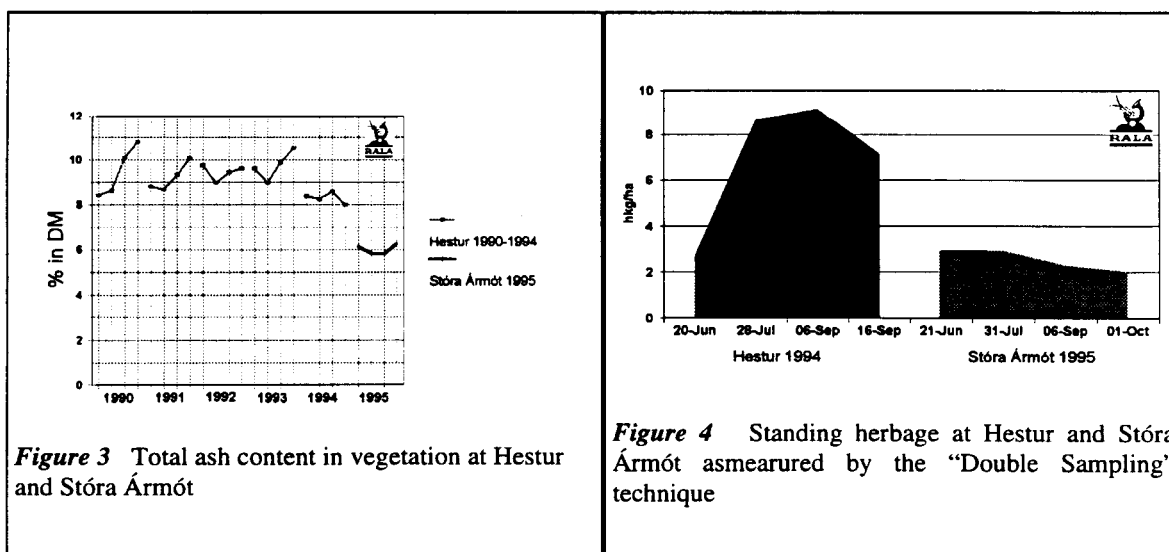 12
10
8
6
4
2
0
% in DM
1990 1991 1992 1993 1994 1995
RALA
Hestur 1990-1994
Stóra Ármót 1995
Figure 3 Total ash content in vegetation at Hestur
and Stóra Ármót
10
8
6
4
2
0
hkg/ha
RALA
20-Jun 28-Jul 06-Sep 16-Sep 21-Jun 31-Jul 06-Sep 01-Oct
Hestur 1994 Stóra Ármót 1995
Figure 4 Standing herbage at Hestur and Stóra
Ármót asmearured by the “Double Sampling”
technique